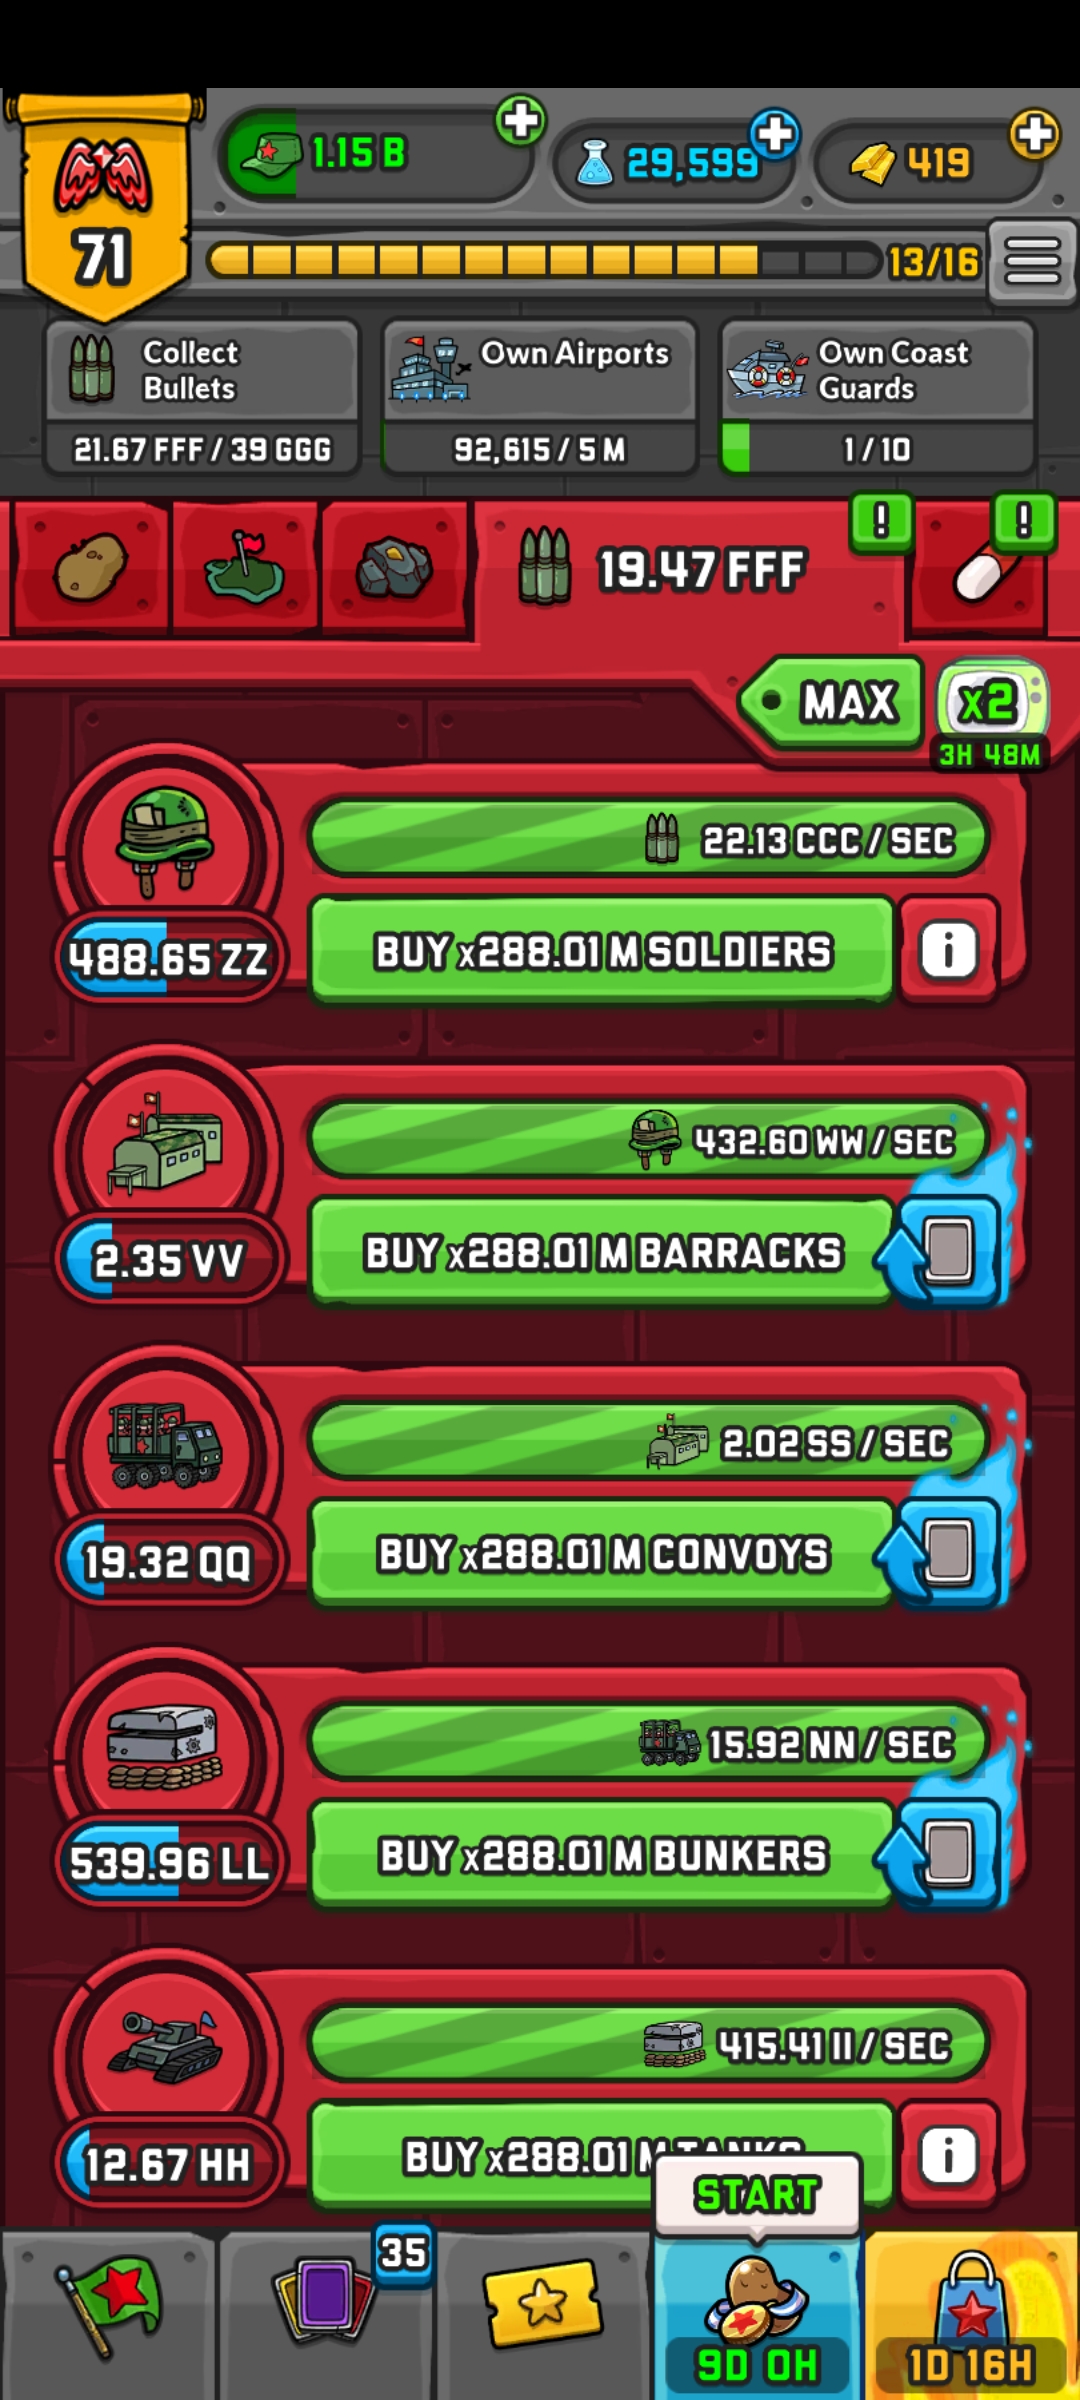 1.15 B
29,599
419
71
13/16
Collect
Bullets
21.67 FFF / 39 GGG
Own Airports
92,615 / 5 M
Own Coast
Guards
1 / 10
!
!
19.47 FFF
MAX
x2
3H 48M
22.13 CCC / SEC
488.65 ZZ
BUY x288.01 M SOLDIERS
i
432.60 WW / SEC
2.35 VV
BUY x288.01 M BARRACKS
2.02 SS / SEC
19.32 QQ
BUY x288.01 M CONVOYS
15.92 NN / SEC
539.96 LL
BUY x288.01 M BUNKERS
415.41 II / SEC
12.67 HH
BUY x288.01 M TANKS
i
START
35
9D 0H
1D 16H